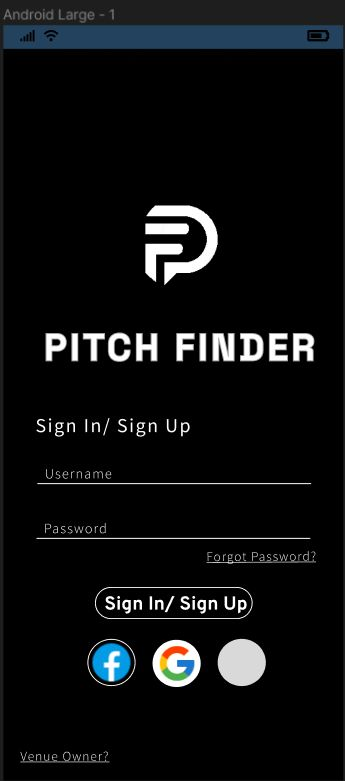 Android Large - 1
PITCH FINDER
Sign In/ Sign Up
Username
Password
Forgot Password?
Sign In/ Sign Up
Venue Owner?